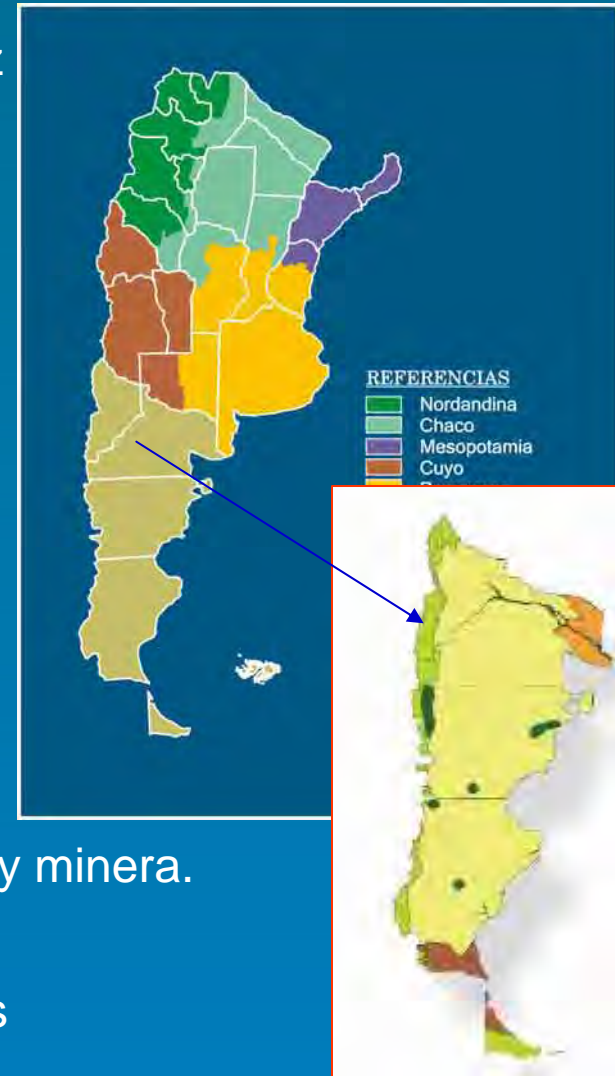 REFERENCIAS
Nordandina
Chaco
Mesopotamia
Cuyo
y minera.
s